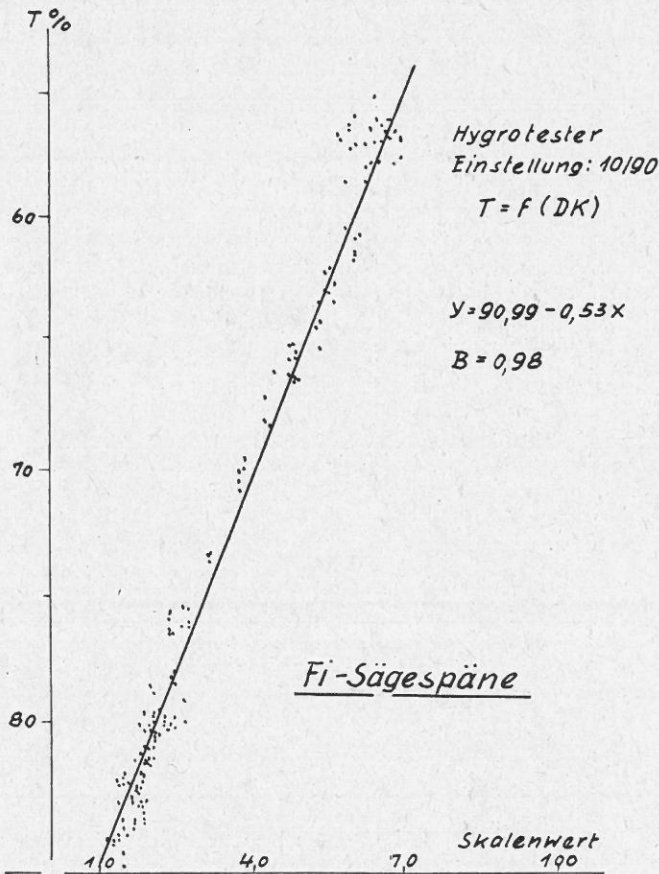 T %
Hygrotester
Einstellung: 10/90
T = f (DK)
60
y = 90,99 - 0,53x
B = 0,98
70
Fi-Sägespäne
80
Skalenwert
1,0 4,0 7,0 10,0